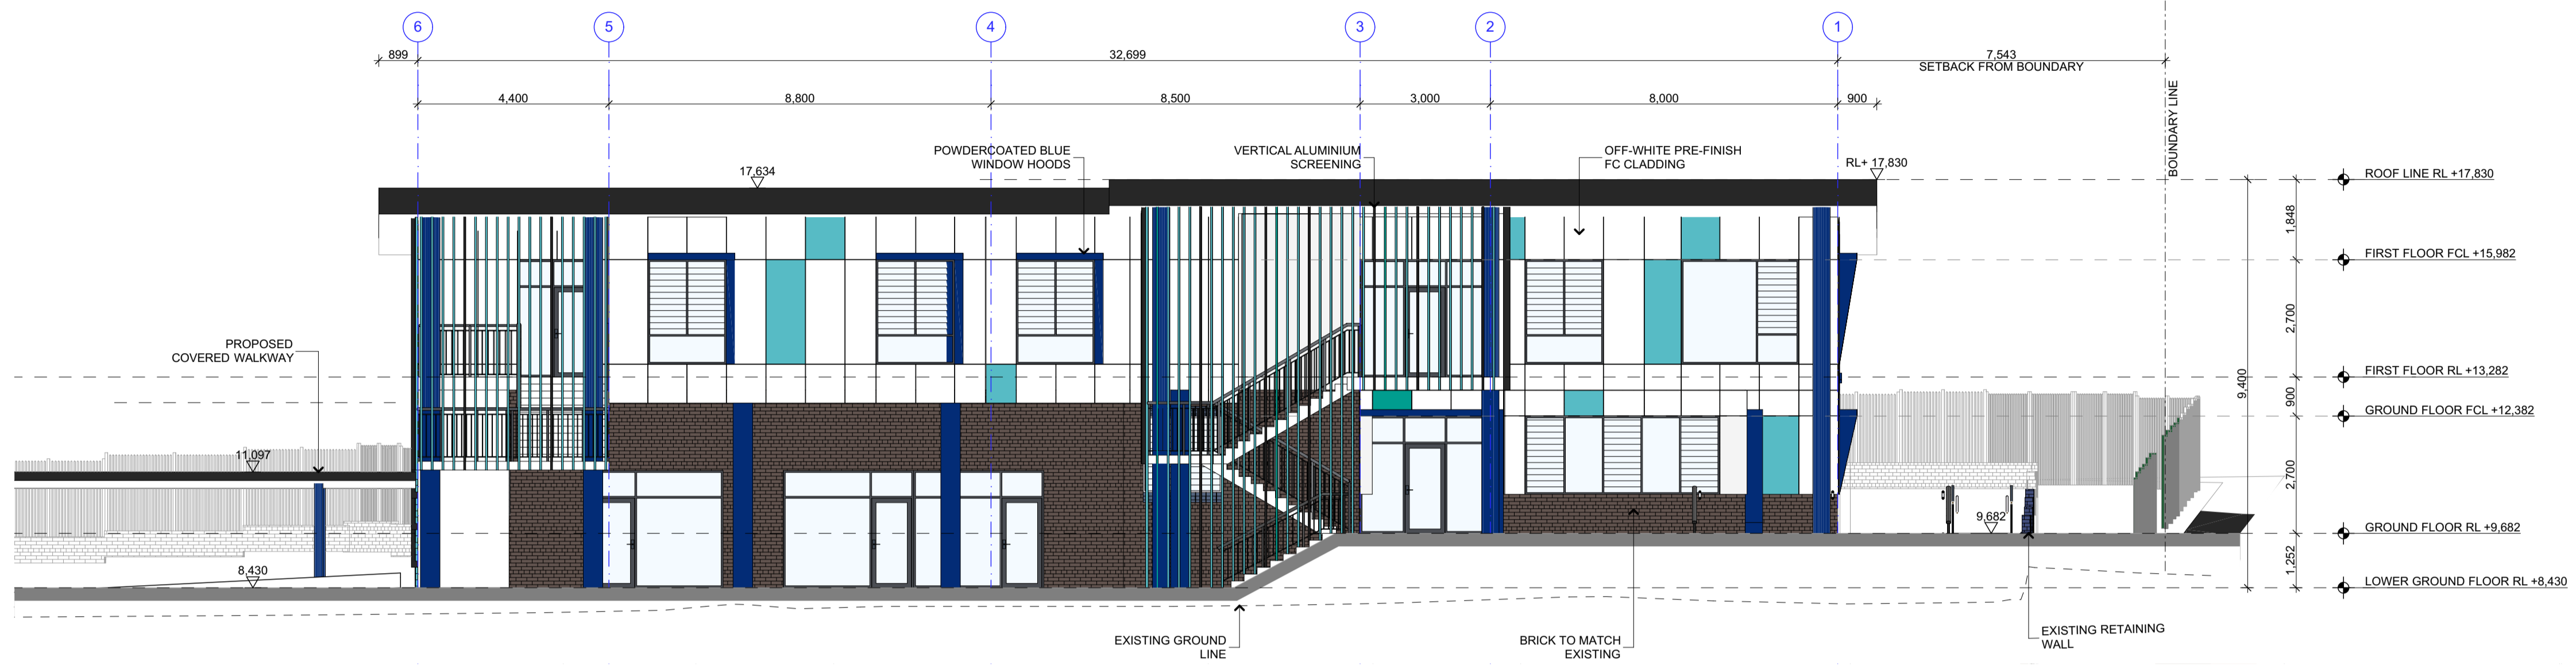 6
5
4
3
2
1
899
32,699
7,543
SETBACK FROM BOUNDARY
4,400
8,800
8,500
3,000
8,000
900
BOUNDARY LINE
POWDERCOATED BLUE
WINDOW HOODS
VERTICAL ALUMINIUM
SCREENING
OFF-WHITE PRE-FINISH
FC CLADDING
RL+ 17,830
17,634
ROOF LINE RL +17,830
1,848
FIRST FLOOR FCL +15,982
2,700
PROPOSED
COVERED WALKWAY
FIRST FLOOR RL +13,282
9,400
900
GROUND FLOOR FCL +12,382
11,097
2,700
9,682
GROUND FLOOR RL +9,682
1,252
8,430
LOWER GROUND FLOOR RL +8,430
EXISTING GROUND
LINE
BRICK TO MATCH
EXISTING
EXISTING RETAINING
WALL